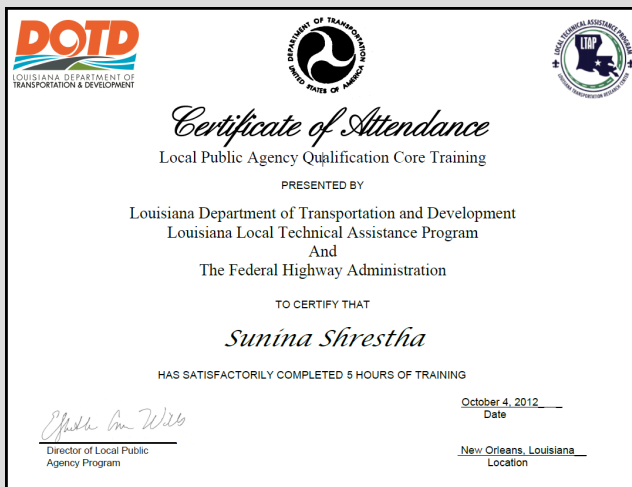 DOTD
LOUISIANA DEPARTMENT OF
TRANSPORTATION & DEVELOPMENT
DEPARTMENT OF TRANSPORTATION
UNITED STATES OF AMERICA
LOCAL TECHNICAL ASSISTANCE PROGRAM
LTAP
LOUISIANA TRANSPORTATION RESEARCH CENTER
Certificate of Attendance
Local Public Agency Qualification Core Training
PRESENTED BY
Louisiana Department of Transportation and Development
Louisiana Local Technical Assistance Program
And
The Federal Highway Administration
TO CERTIFY THAT
Sunina Shrestha
HAS SATISFACTORILY COMPLETED 5 HOURS OF TRAINING
October 4, 2012
Date
Director of Local Public
Agency Program
New Orleans, Louisiana
Location